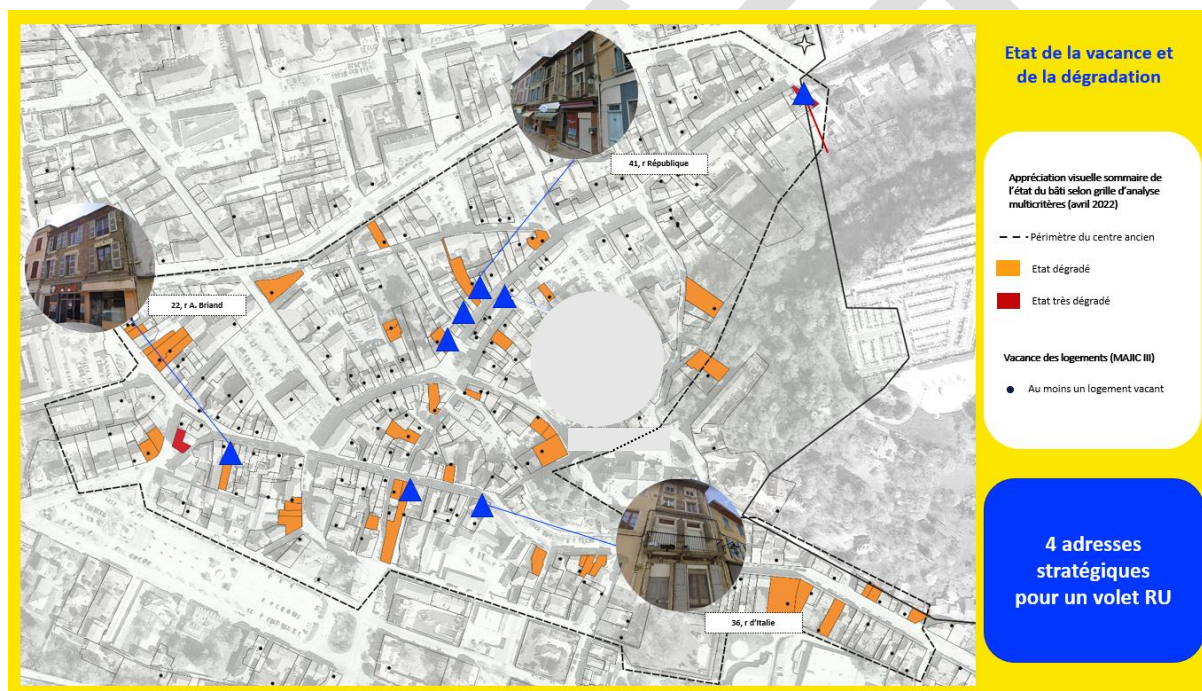 Etat de la vacance et
de la dégradation
41, r République
22, r A. Briand
36, r d'Italie
Appréciation visuelle sommaire de
l'état du bâti selon grille d'analyse
multicritères (avril 2022)
Périmètre du centre ancien
Etat dégradé
Etat très dégradé
Vacance des logements (MAJIC III)
Au moins un logement vacant
4 adresses
stratégiques
pour un volet RU